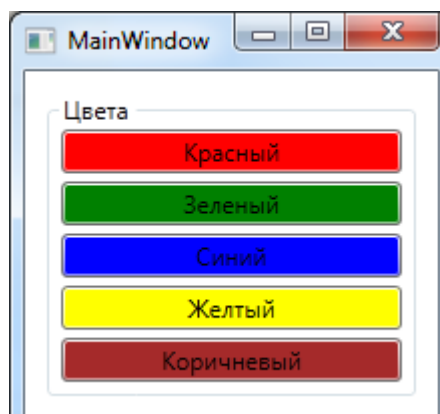 MainWindow
Цвета
Красный
Зеленый
Синий
Желтый
Коричневый